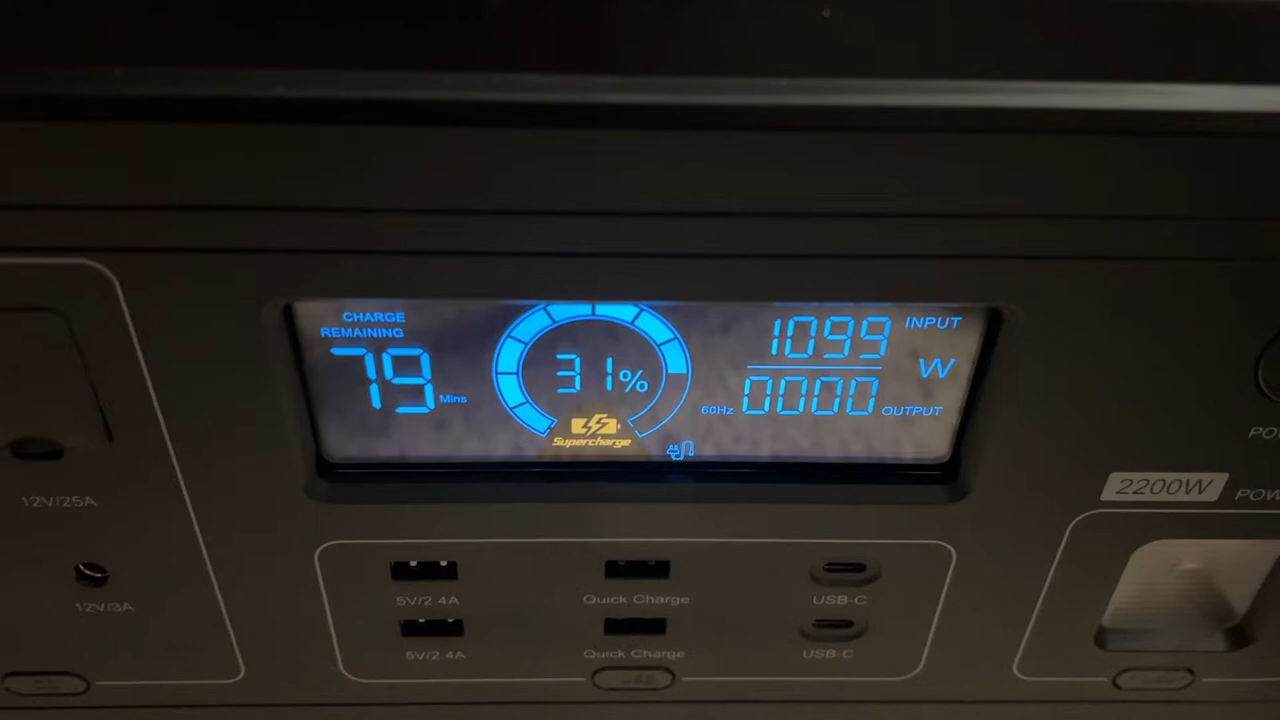 CHARGE
REMAINING
79 Mins
31%
Supercharge
1099 INPUT
W
60Hz 0000 OUTPUT
12V/25A
12V/3A
2200W
5V/2.4A Quick Charge USB-C
5V/2.4A Quick Charge USB-C